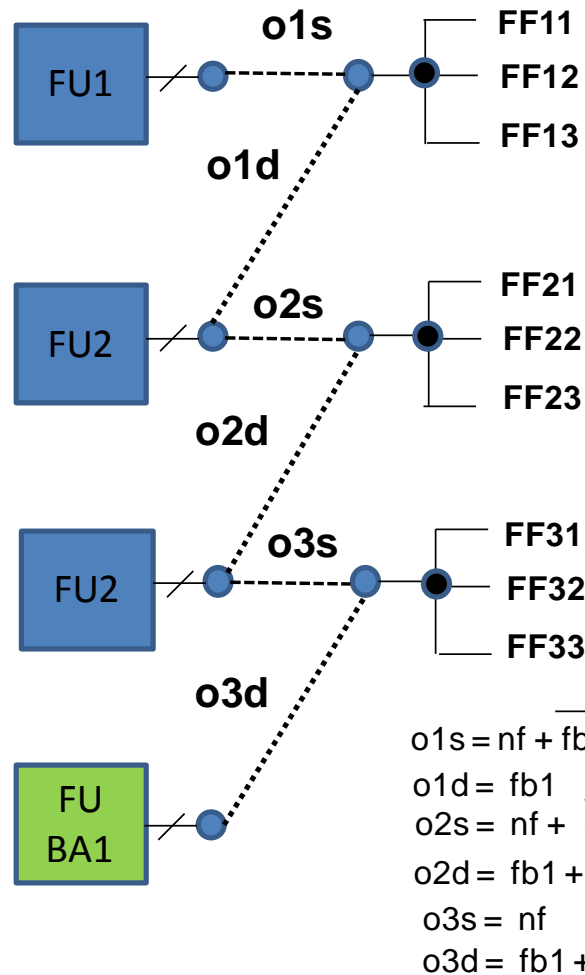 o1s
FF11
FU1
FF12
FF13
o1d
FF21
o2s
FU2
FF22
FF23
o2d
FF31
o3s
FU2
FF32
FF33
o3d
o1s = nf +
FU
BA1
o1d = fb1
o2s = nf +
o2d = fb1 +
o3s = nf
o3d = fb1 +